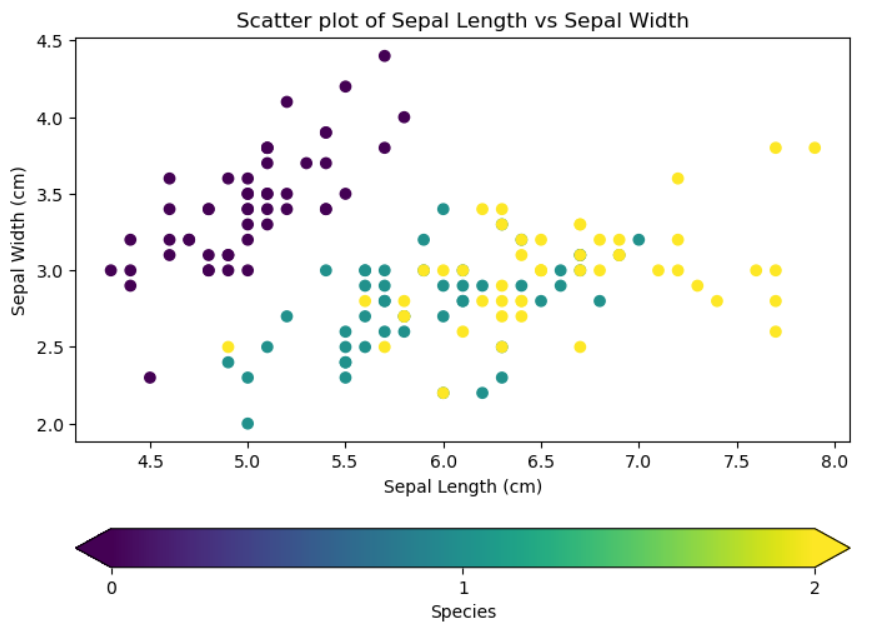 Scatter plot of Sepal Length vs Sepal Width
4.5
4.0
3.5
3.0
2.5
2.0
Sepal Width (cm)
4.5 5.0 5.5 6.0 6.5 7.0 7.5 8.0
Sepal Length (cm)
0 1 2
Species